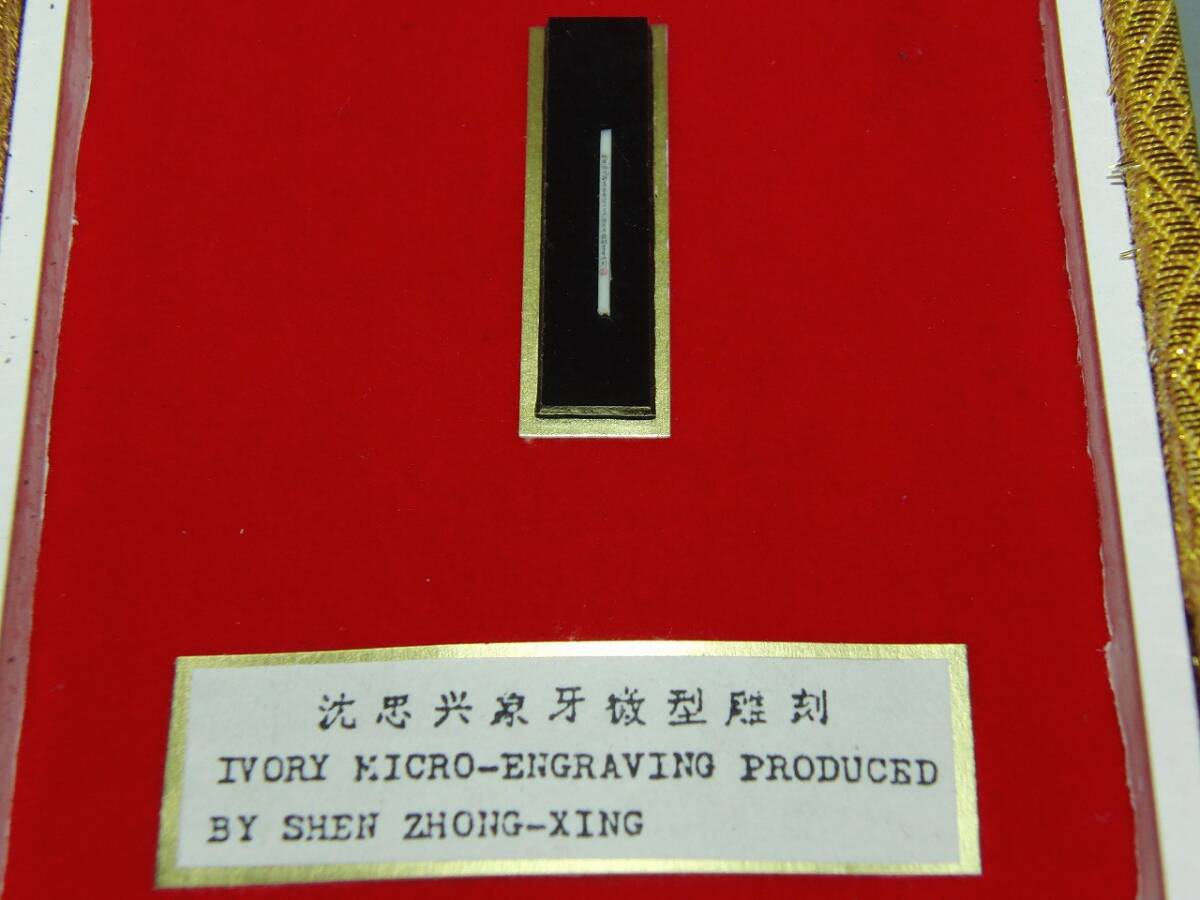 沈忠兴象牙微型雕刻
IVORY MICRO-ENGRAVING PRODUCED
BY SHEN ZHONG-XING